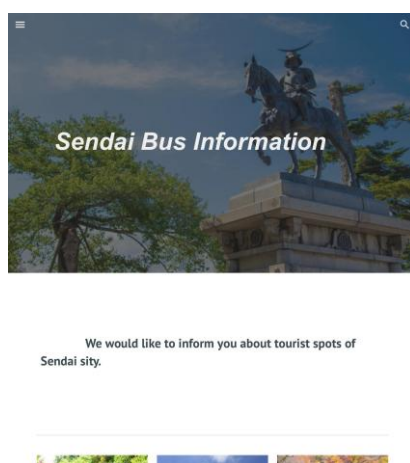 Sendai Bus Information
We would like to inform you about tourist spots of
Sendai sity.